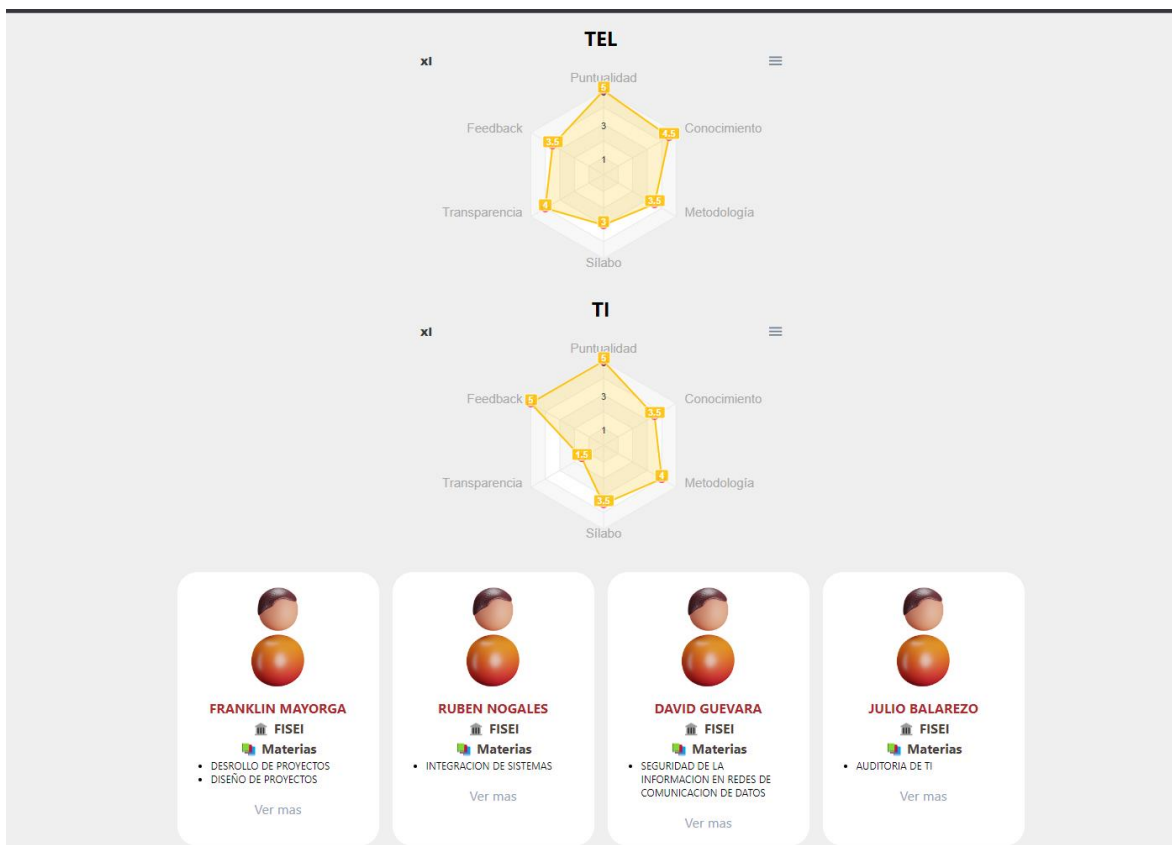 TEL
xl
Puntualidad
5
Feedback
3
Conocimiento
4.5
3.5
1
Transparencia
4
3.5
Metodología
3
Sílabo
TI
xl
Puntualidad
5
Feedback
5
3
Conocimiento
3.5
1
1.5
Transparencia
4
Metodología
3.5
Sílabo
FRANKLIN MAYORGA
FISEI
Materias
DESROLLO DE PROYECTOS
DISEÑO DE PROYECTOS
Ver mas
RUBEN NOGALES
FISEI
Materias
INTEGRACION DE SISTEMAS
Ver mas
DAVID GUEVARA
FISEI
Materias
SEGURIDAD DE LA
INFORMACION EN REDES DE
COMUNICACION DE DATOS
Ver mas
JULIO BALAREZO
FISEI
Materias
AUDITORIA DE TI
Ver mas